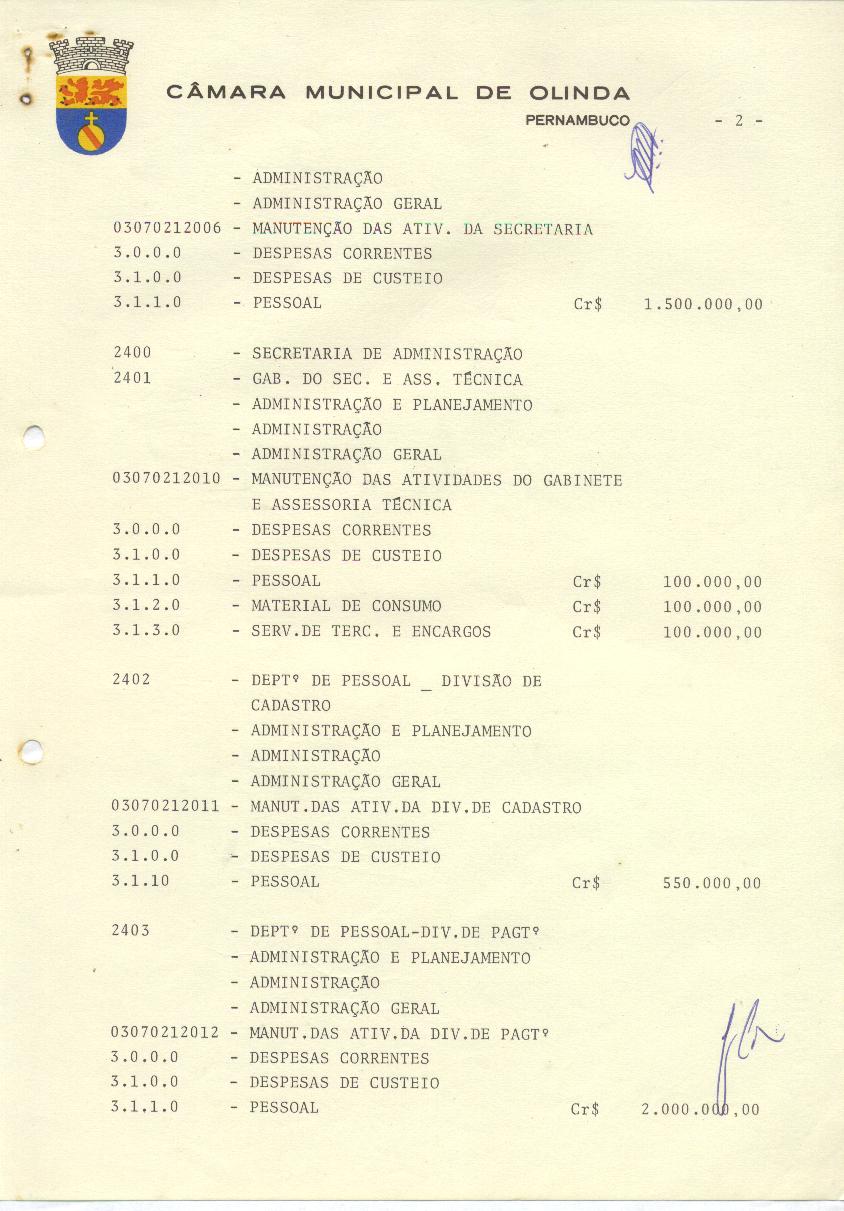 CÂMARA MUNICIPAL DE OLINDA
PERNAMBUCO - 2 -
- ADMINISTRAÇÃO
- ADMINISTRAÇÃO GERAL
03070212006 - MANUTENÇÃO DAS ATIV. DA SECRETARIA
3.0.0.0 - DESPESAS CORRENTES
3.1.0.0 - DESPESAS DE CUSTEIO
3.1.1.0 - PESSOAL Cr$ 1.500.000,00
2400 - SECRETARIA DE ADMINISTRAÇÃO
2401 - GAB. DO SEC. E ASS. TÉCNICA
- ADMINISTRAÇÃO E PLANEJAMENTO
- ADMINISTRAÇÃO
- ADMINISTRAÇÃO GERAL
03070212010 - MANUTENÇÃO DAS ATIVIDADES DO GABINETE
E ASSESSORIA TÉCNICA
3.0.0.0 - DESPESAS CORRENTES
3.1.0.0 - DESPESAS DE CUSTEIO
3.1.1.0 - PESSOAL Cr$ 100.000,00
3.1.2.0 - MATERIAL DE CONSUMO Cr$ 100.000,00
3.1.3.0 - SERV.DE TERC. E ENCARGOS Cr$ 100.000,00
2402 - DEPTº DE PESSOAL _ DIVISÃO DE
CADASTRO
- ADMINISTRAÇÃO E PLANEJAMENTO
- ADMINISTRAÇÃO
- ADMINISTRAÇÃO GERAL
03070212011 - MANUT.DAS ATIV.DA DIV.DE CADASTRO
3.0.0.0 - DESPESAS CORRENTES
3.1.0.0 - DESPESAS DE CUSTEIO
3.1.10 - PESSOAL Cr$ 550.000,00
2403 - DEPTº DE PESSOAL-DIV.DE PAGTº
- ADMINISTRAÇÃO E PLANEJAMENTO
- ADMINISTRAÇÃO
- ADMINISTRAÇÃO GERAL
03070212012 - MANUT.DAS ATIV.DA DIV.DE PAGTº
3.0.0.0 - DESPESAS CORRENTES
3.1.0.0 - DESPESAS DE CUSTEIO
3.1.1.0 - PESSOAL Cr$ 2.000.000,00